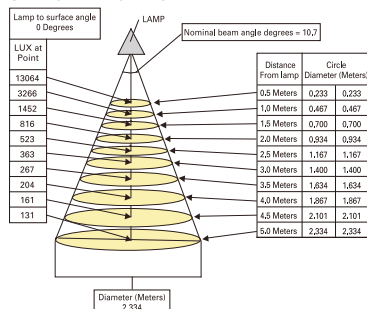 Lamp to surface angle
0 Degrees
LAMP
Nominal beam angle degrees = 10,7
LUX at
Point
13064
3266
1452
816
523
363
267
204
161
131
Distance
From lamp
Circle
Diameter (Meters)
0.5 Meters 0,233 0,233
1,0 Meters 0.467 0.467
1.5 Meters 0,700 0,700
2.0 Meters 0,934 0,934
2,5 Meters 1.167 1.167
3.0 Meters 1.400 1.400
3.5 Meters 1,634 1,634
4,0 Meters 1.867 1.867
4,5 Meters 2.101 2.101
5.0 Meters 2,334 2,334
Diameter (Meters)
2,334